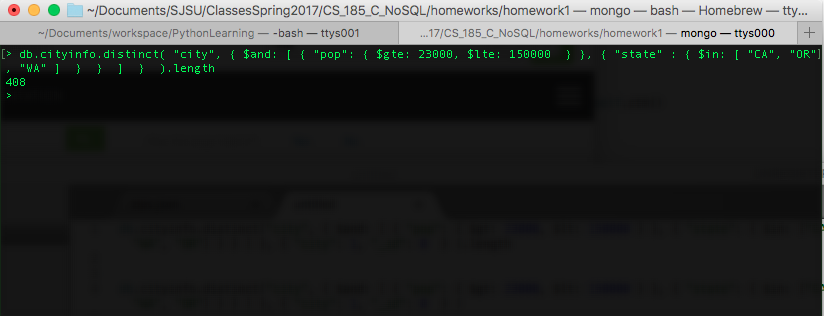 ~/Documents/SJSU/ClassesSpring2017/CS_185_C_NoSQL/homeworks/homework1 — mongo — bash — Homebrew — tty...
~/Documents/workspace/PythonLearning — -bash — ttys001
...17/CS_185_C_NoSQL/homeworks/homework1 — mongo — ttys000 +
[> db.cityinfo.distinct( "city", { $and: [ { "pop": { $gte: 23000, $lte: 150000  } }, { "state" : { $in: [ "CA", "OR"]
, "WA" ]  }  }  ]  }  ).length
408
>